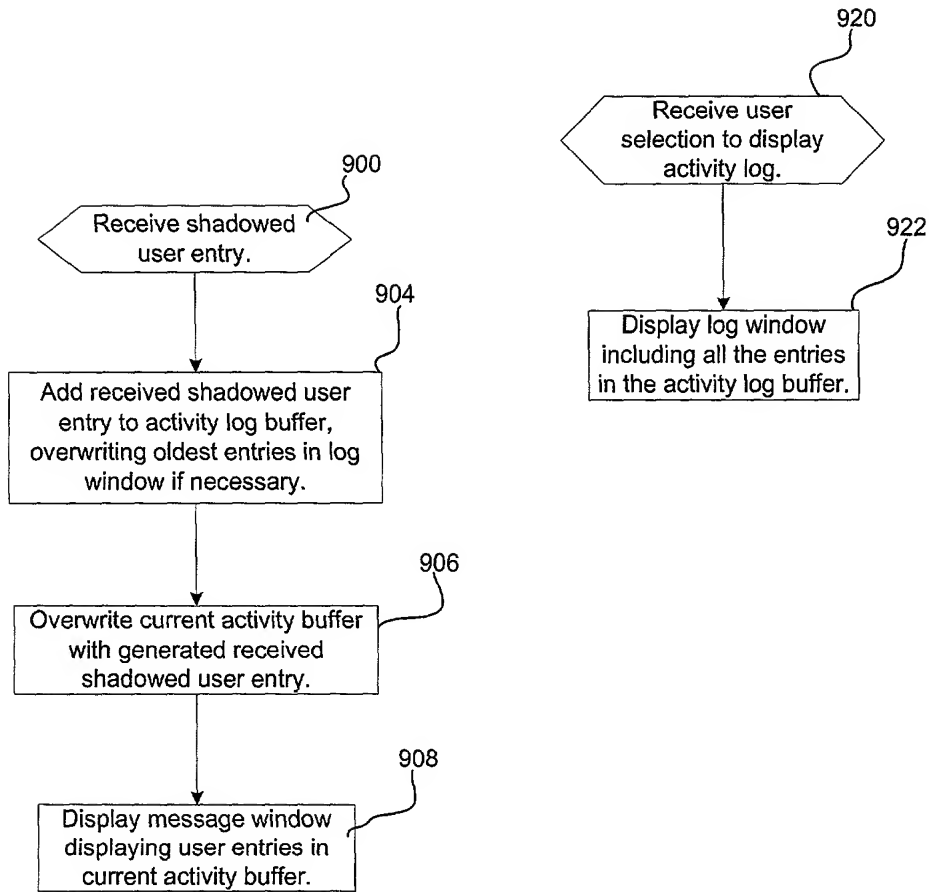 900
Receive shadowed
user entry.
904
Add received shadowed user
entry to activity log buffer,
overwriting oldest entries in log
window if necessary.
906
Overwrite current activity buffer
with generated received
shadowed user entry.
908
Display message window
displaying user entries in
current activity buffer.
920
Receive user
selection to display
activity log.
922
Display log window
including all the entries
in the activity log buffer.